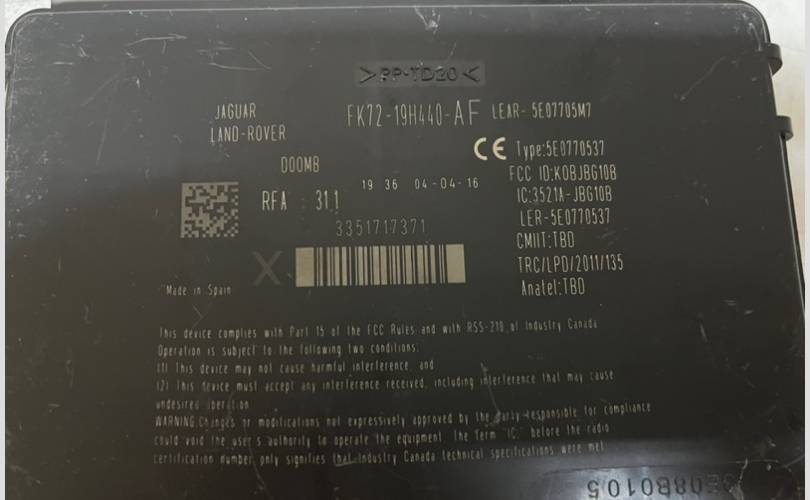 >PP-TD20<
JAGUAR
LAND-ROVER
FK72-19H440-AF
LEAR- 5E07705M7
D00MB
CE
Type:5E0770537
FCC ID:KOBJBG10B
IC:3521A-JBG10B
LER-5E0770537
CMIIT:TBD
TRC/LPD/2011/135
Anatel:TBD
RFA 311
19 36 04-04-16
3351717371
X
Made in Spain
This device complies with Part 15 of the FCC Rules and with RSS-210 of Industry Canada
Operation is subject to the following two conditions:
(1) This device may not cause harmful interference, and
(2) This device must accept any interference received, including interference that may cause
undesired operation
WARNING:Changes or modifications not expressively approved by the party responsible for compliance
could void the user's authority to operate the equipment. The Term "IC:" before the radio
certification number only signifies that Industry Canada technical specifications were met